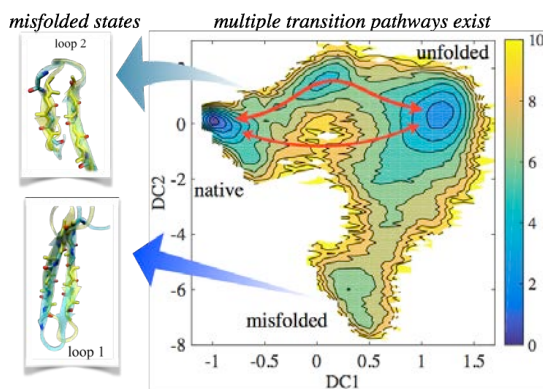 misfolded states
multiple transition pathways exist
loop 2
loop 1
unfolded
native
misfolded
DC2
0
-2
-4
-6
-8
-1
-0.5
0
0.5
1
1.5
DC1
10
8
6
4
2
0